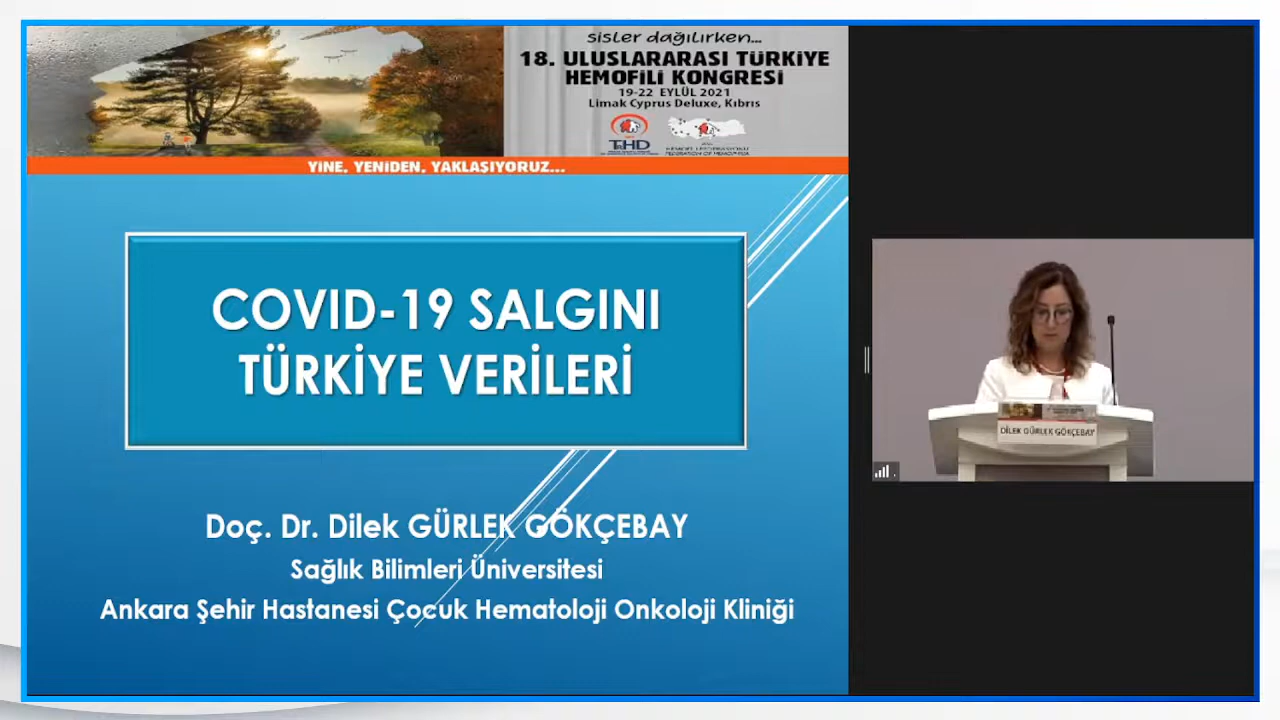 sisler dağılırken...
18. ULUSLARARASI TÜRKİYE
HEMOFİLİ KONGRESİ
19-22 EYLÜL 2021
Limak Cyprus Deluxe, Kıbrıs
THD
YİNE, YENİDEN, YAKLAŞIYORUZ...
COVID-19 SALGINI
TÜRKİYE VERİLERİ
Doç. Dr. Dilek GÜRLEK GÖKÇEBAY
Sağlık Bilimleri Üniversitesi
Ankara Şehir Hastanesi Çocuk Hematoloji Onkoloji Kliniği
DİLEK GÜRLEK GÖKÇEBAY